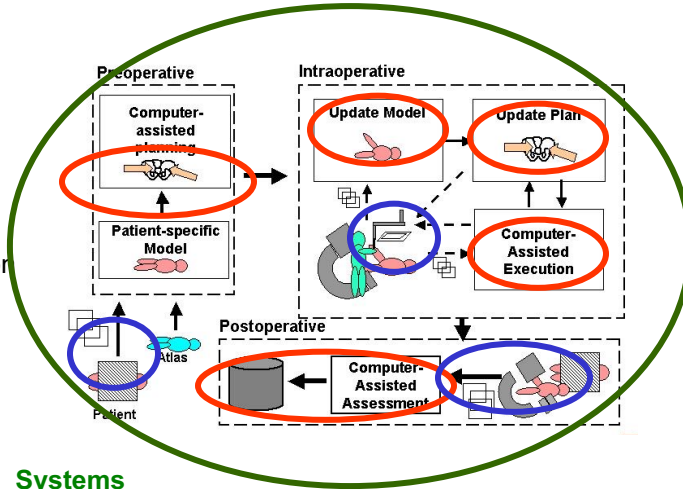 Preoperative
Intraoperative
Computer-
assisted
planning
Update Model
Update Plan
Patient-specific
Model
Computer-
Assisted
Execution
r
Postoperative
Atlas
Patient
Computer-
Assisted
Assessment
Systems